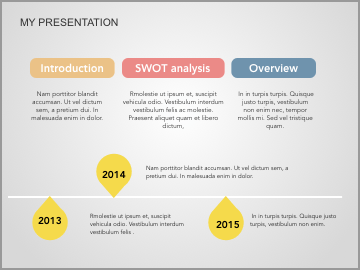 MY PRESENTATION
Introduction
Nam porttitor blandit
accumsan. Ut vel dictum
sem, a pretium dui. In
malesuada enim in dolor.
SWOT analysis
Rmolestie ut ipsum et, suscipit
vehicula odio. Vestibulum interdum
vestibulum felis ac molestie.
Praesent aliquet quam et libero
dictum,
Overview
In in turpis turpis. Quisque
justo turpis, vestibulum
non enim nec, tempor
mollis mi. Sed vel tristique
quam.
2014
Nam porttitor blandit accumsan. Ut vel dictum sem, a
pretium dui. In malesuada enim in dolor.
2013
Rmolestie ut ipsum et, suscipit
vehicula odio. Vestibulum interdum
vestibulum felis .
2015
In in turpis turpis. Quisque justo
turpis, vestibulum non enim.